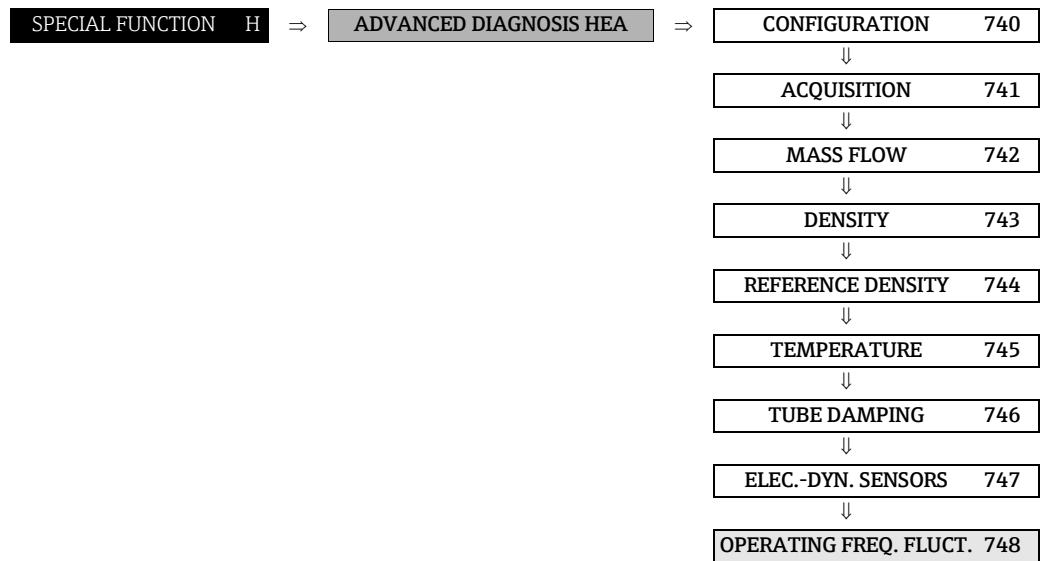 SPECIAL FUNCTION H ⇒ ADVANCED DIAGNOSIS HEA ⇒ CONFIGURATION 740
⇓
ACQUISITION 741
⇓
MASS FLOW 742
⇓
DENSITY 743
⇓
REFERENCE DENSITY 744
⇓
TEMPERATURE 745
⇓
TUBE DAMPING 746
⇓
ELEC.-DYN. SENSORS 747
⇓
OPERATING FREQ. FLUCT. 748